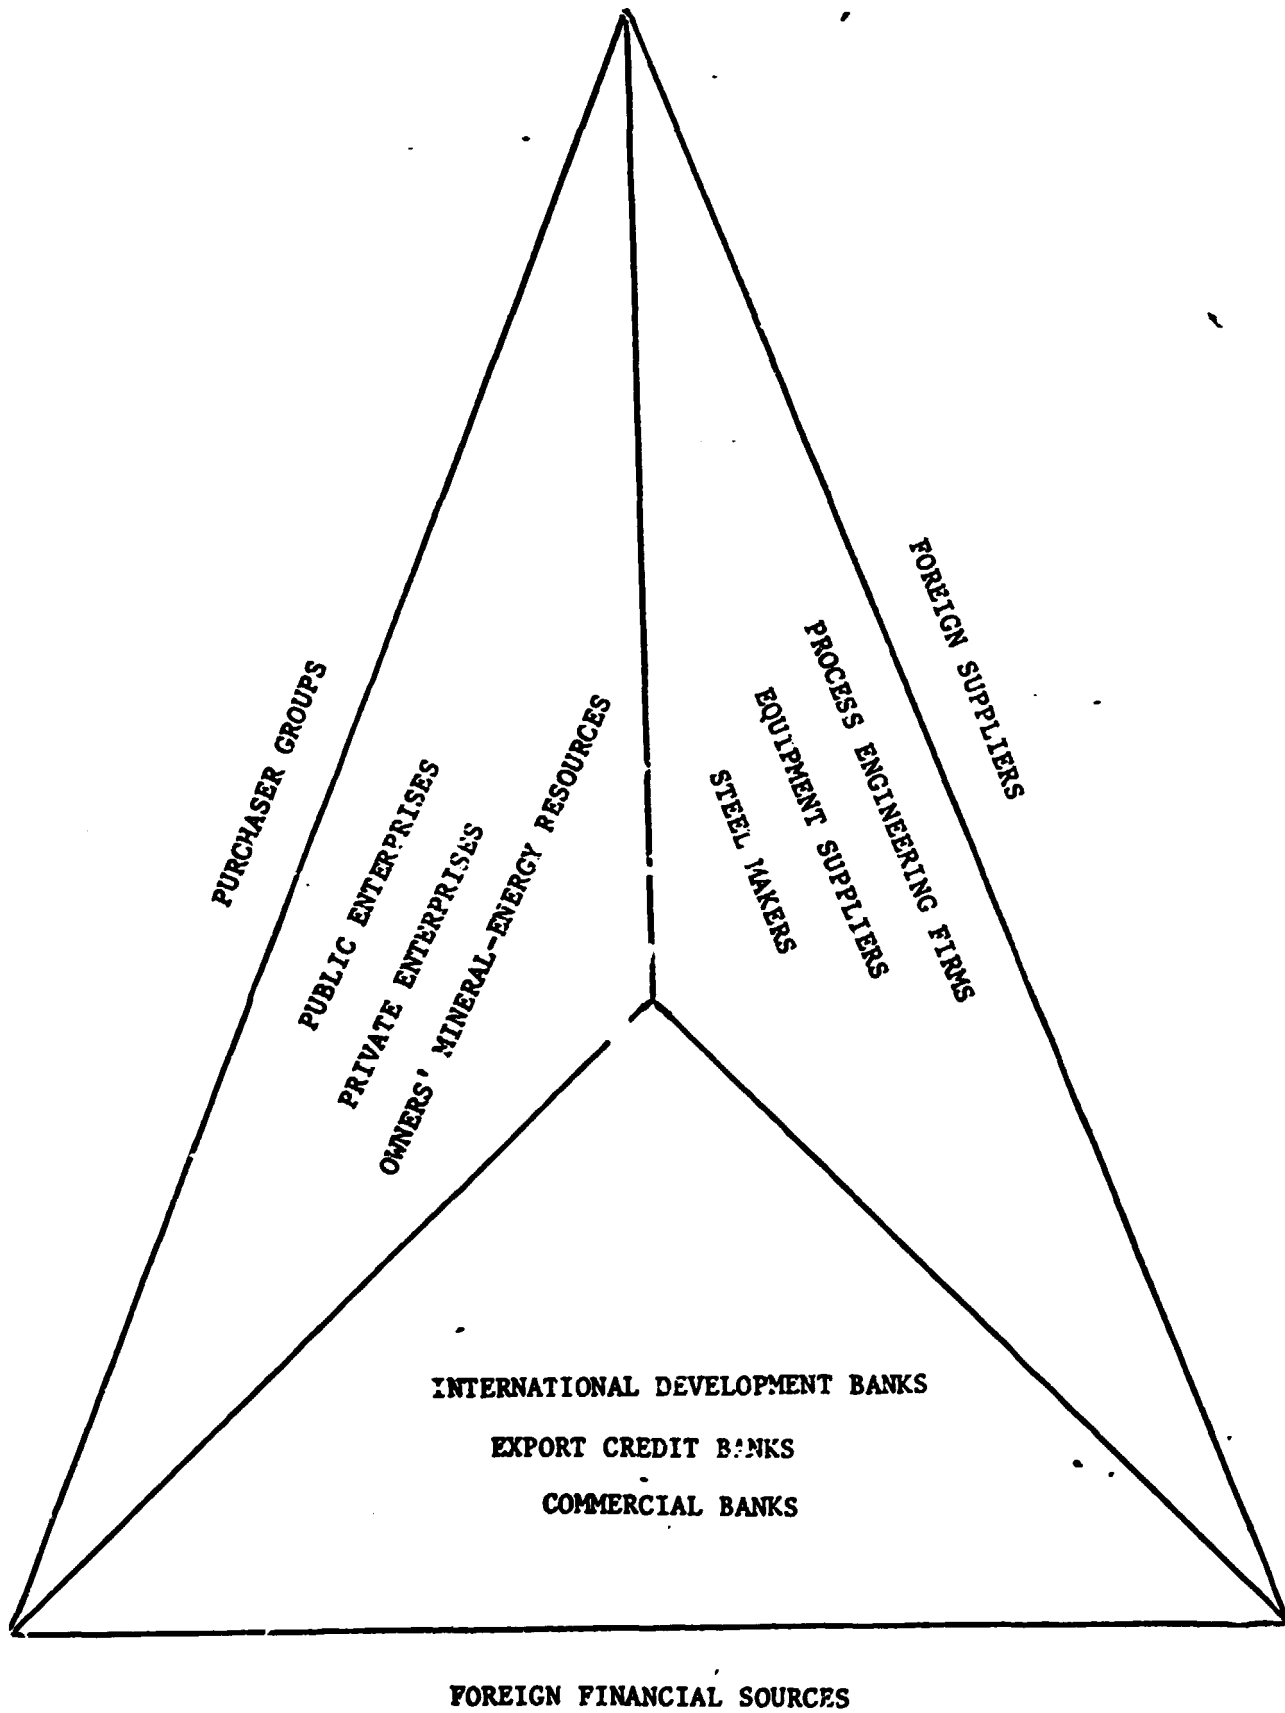 PURCHASER GROUPS
PUBLIC ENTERPRISES
PRIVATE ENTERPRISES
OWNERS' MINERAL-ENERGY RESOURCES
FOREIGN SUPPLIERS
PROCESS ENGINEERING FIRMS
EQUIPMENT SUPPLIERS
STEEL MAKERS
INTERNATIONAL DEVELOPMENT BANKS
EXPORT CREDIT BANKS
COMMERCIAL BANKS
FOREIGN FINANCIAL SOURCES